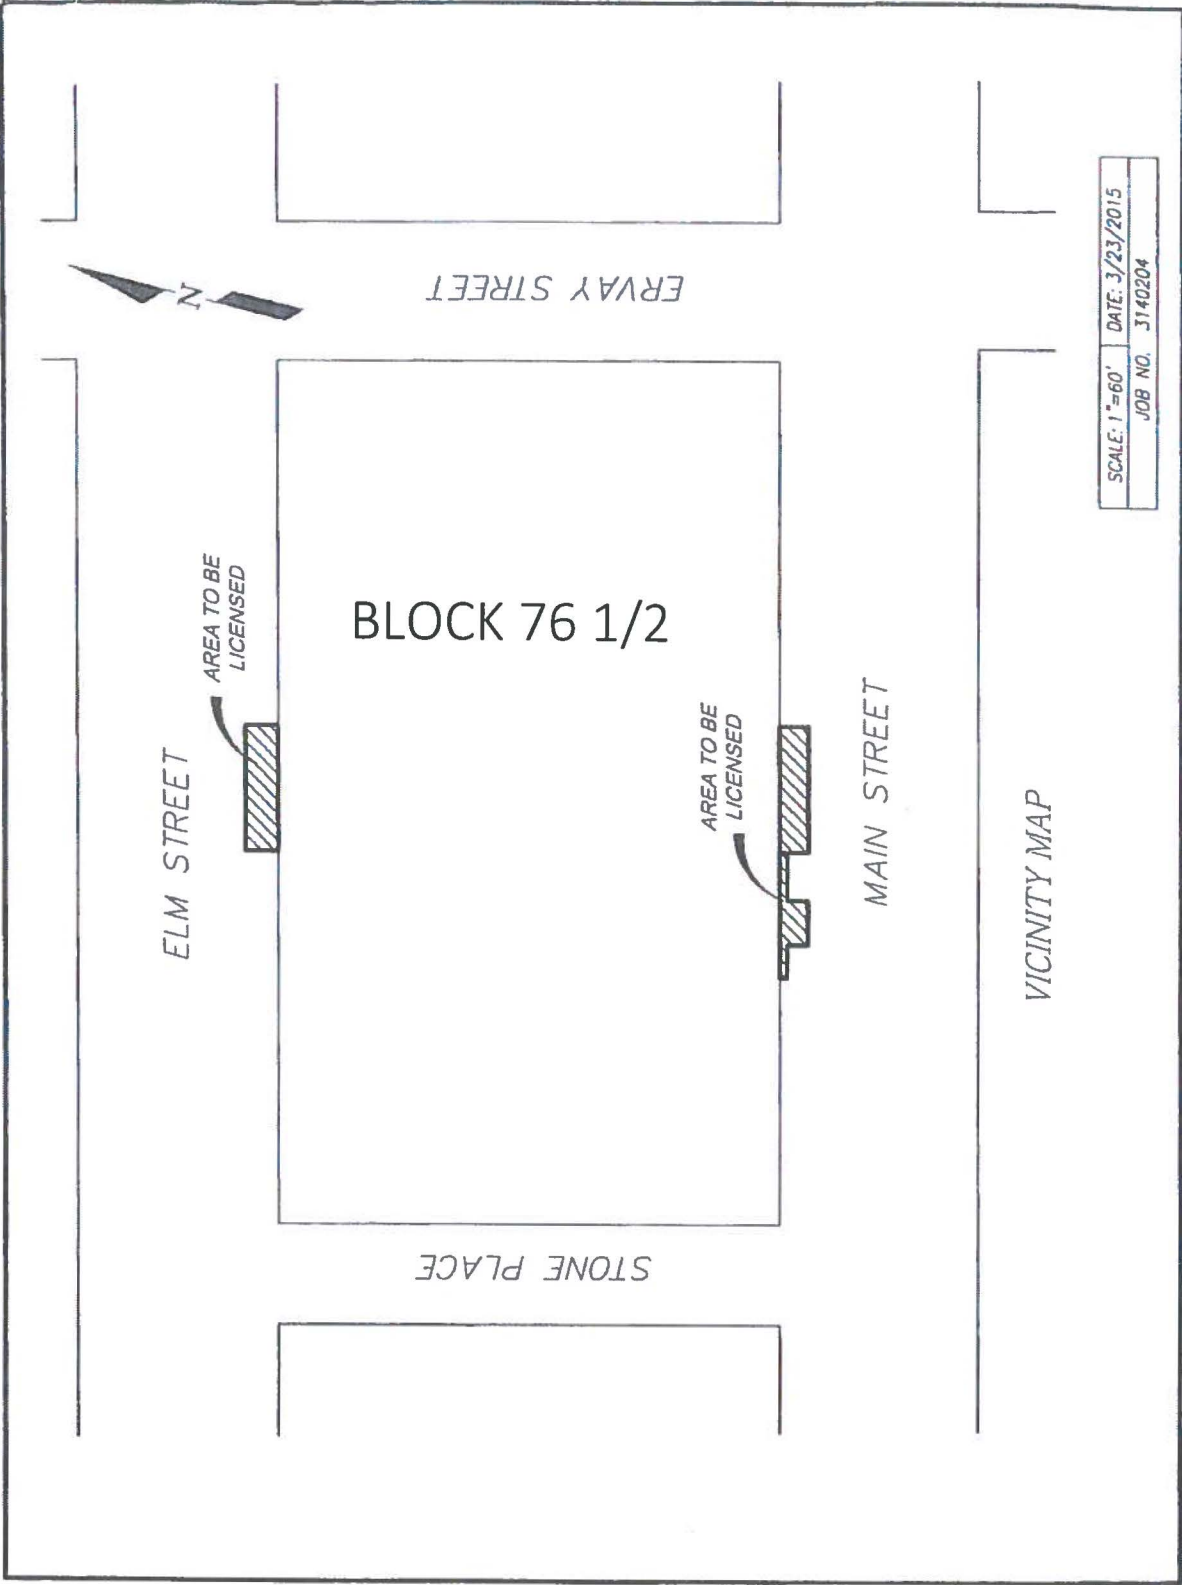 ELM STREET
AREA TO BE
LICENSED
N
ERVAY STREET
BLOCK 76 1/2
STONE PLACE
AREA TO BE
LICENSED
MAIN STREET
VICINITY MAP
SCALE: 1"=60' DATE: 3/23/2015
JOB NO. 3140204